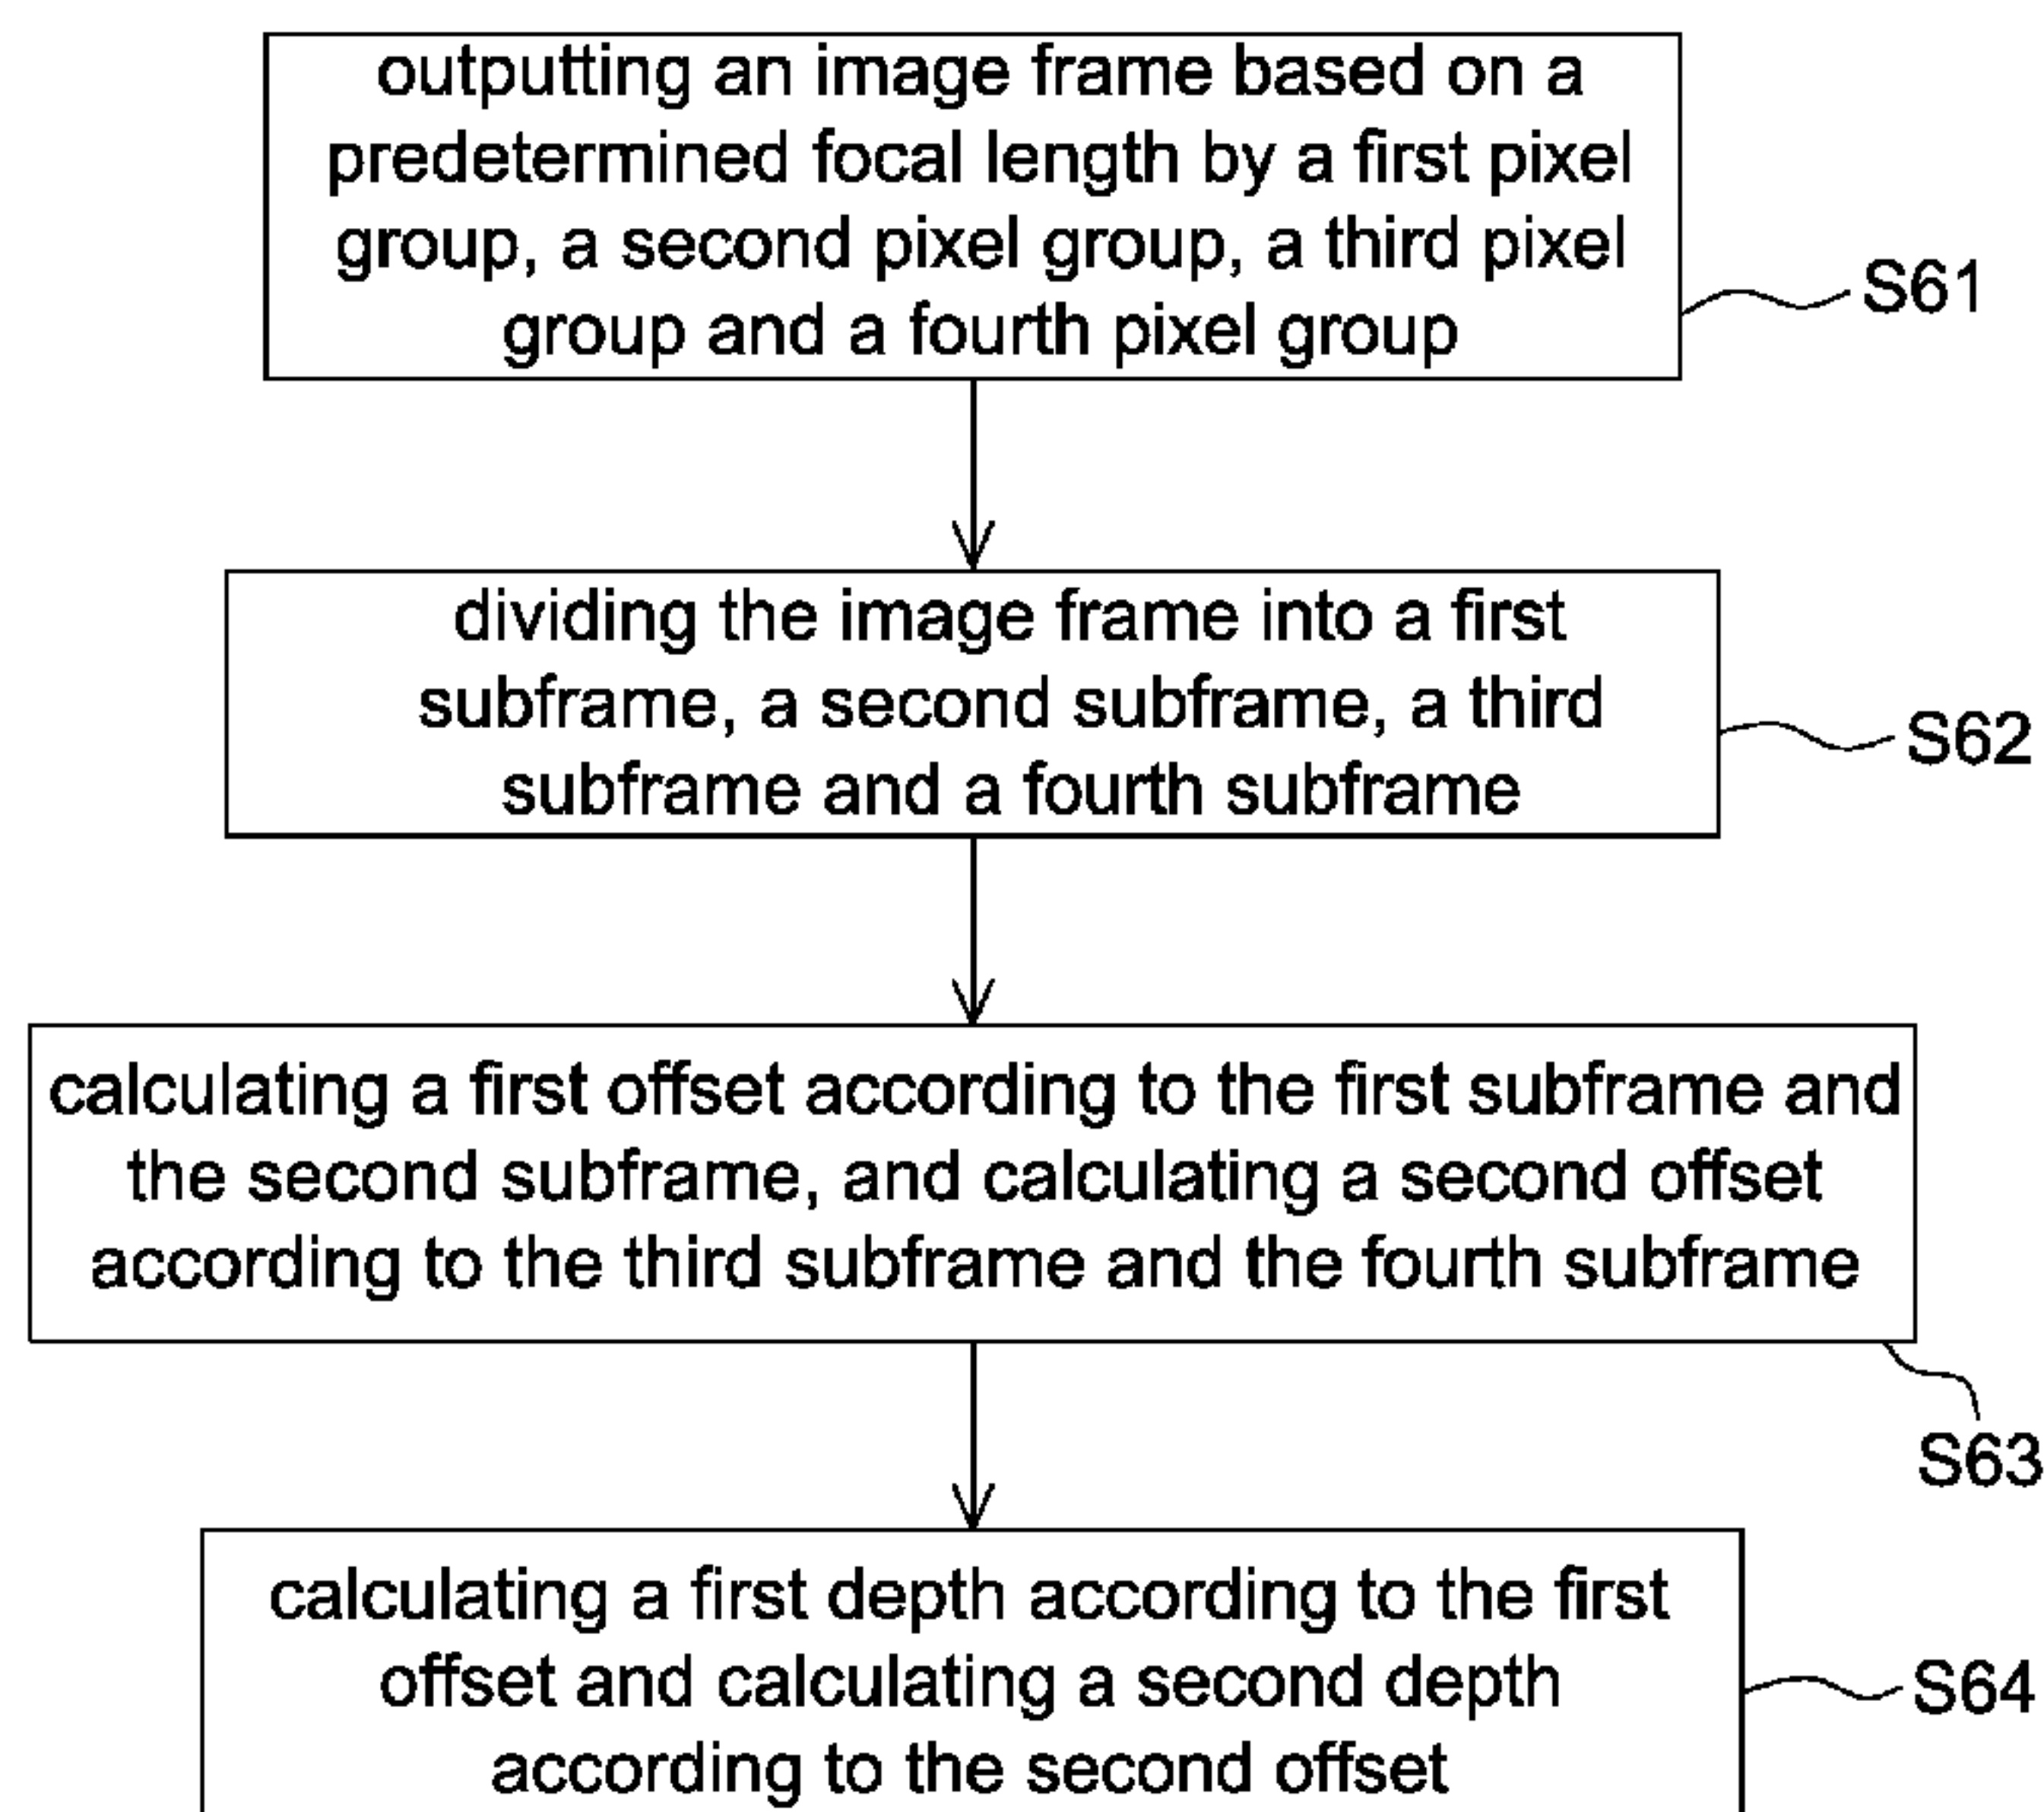 outputting an image frame based on a
predetermined focal length by a first pixel
group, a second pixel group, a third pixel
group and a fourth pixel group
S61
dividing the image frame into a first
subframe, a second subframe, a third
subframe and a fourth subframe
S62
calculating a first offset according to the first subframe and
the second subframe, and calculating a second offset
according to the third subframe and the fourth subframe
S63
calculating a first depth according to the first
offset and calculating a second depth
according to the second offset
S64